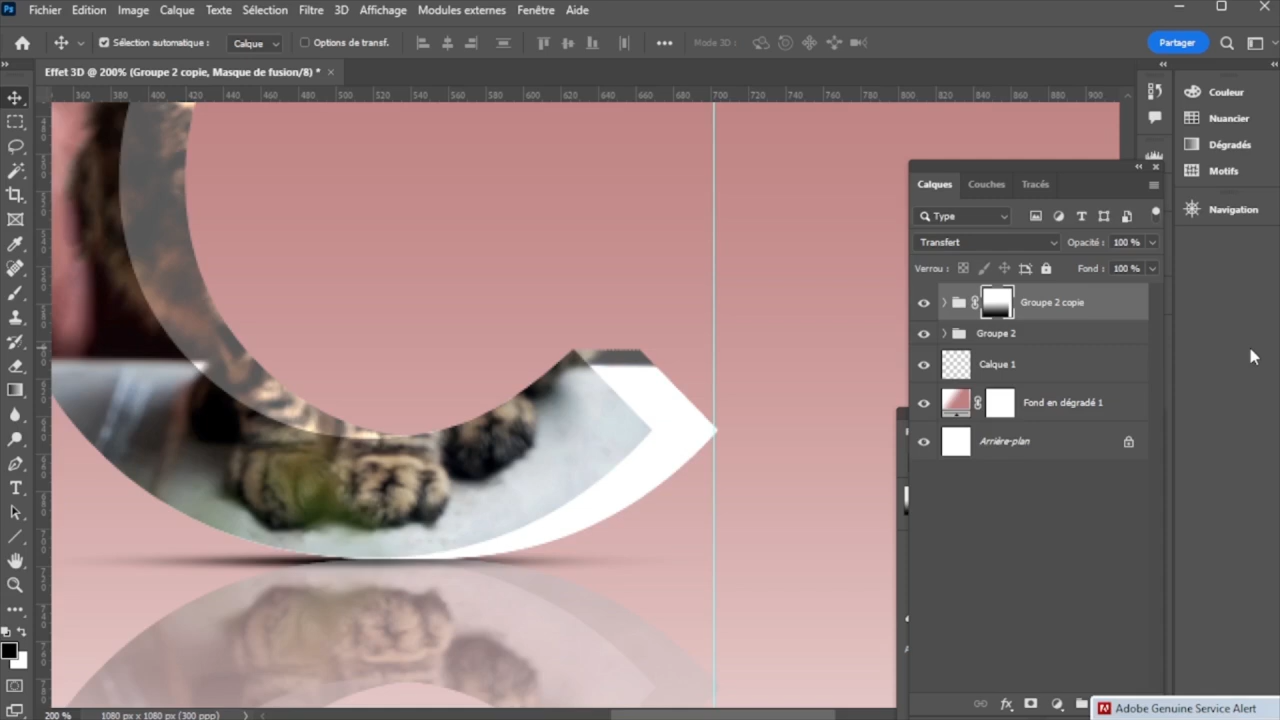 Ps Fichier Edition Image Calque Texte Sélection Filtre 3D Affichage Modules externes Fenêtre Aide
Sélection automatique : Calque Options de transf. Mode 3D : Partager
Effet 3D @ 200% (Groupe 2 copie, Masque de fusion/8) * ×
360 380 400 420 440 460 480 500 520 540 560 580 600 620 640 660 680 700 720 740 760 780 800 820 840 860 880 900
Couleur
Nuancier
Dégradés
Motifs
Navigation
Calques Couches Tracés
Type
Transfert Opacité : 100 %
Verrou : Fond : 100 %
Groupe 2 copie
Groupe 2
Calque 1
Fond en dégradé 1
Arrière-plan
fx
200 % 1080 px x 1080 px (300 ppp)
Adobe Genuine Service Alert